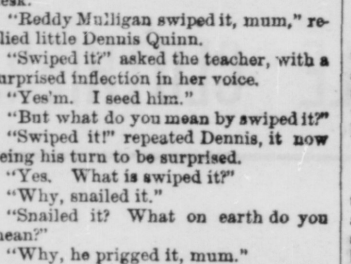 esk.
"Reddy Mulligan swiped it, mum," re-
lied little Dennis Quinn.
"Swiped it?" asked the teacher, with a
urprised inflection in her voice.
"Yes'm. I seed him."
"But what do you mean by swiped it?"
"Swiped it!" repeated Dennis, it now
eing his turn to be surprised.
"Yes. What is swiped it?"
"Why, snailed it."
"Snailed it? What on earth do you
nean?"
"Why, he prigged it, mum."